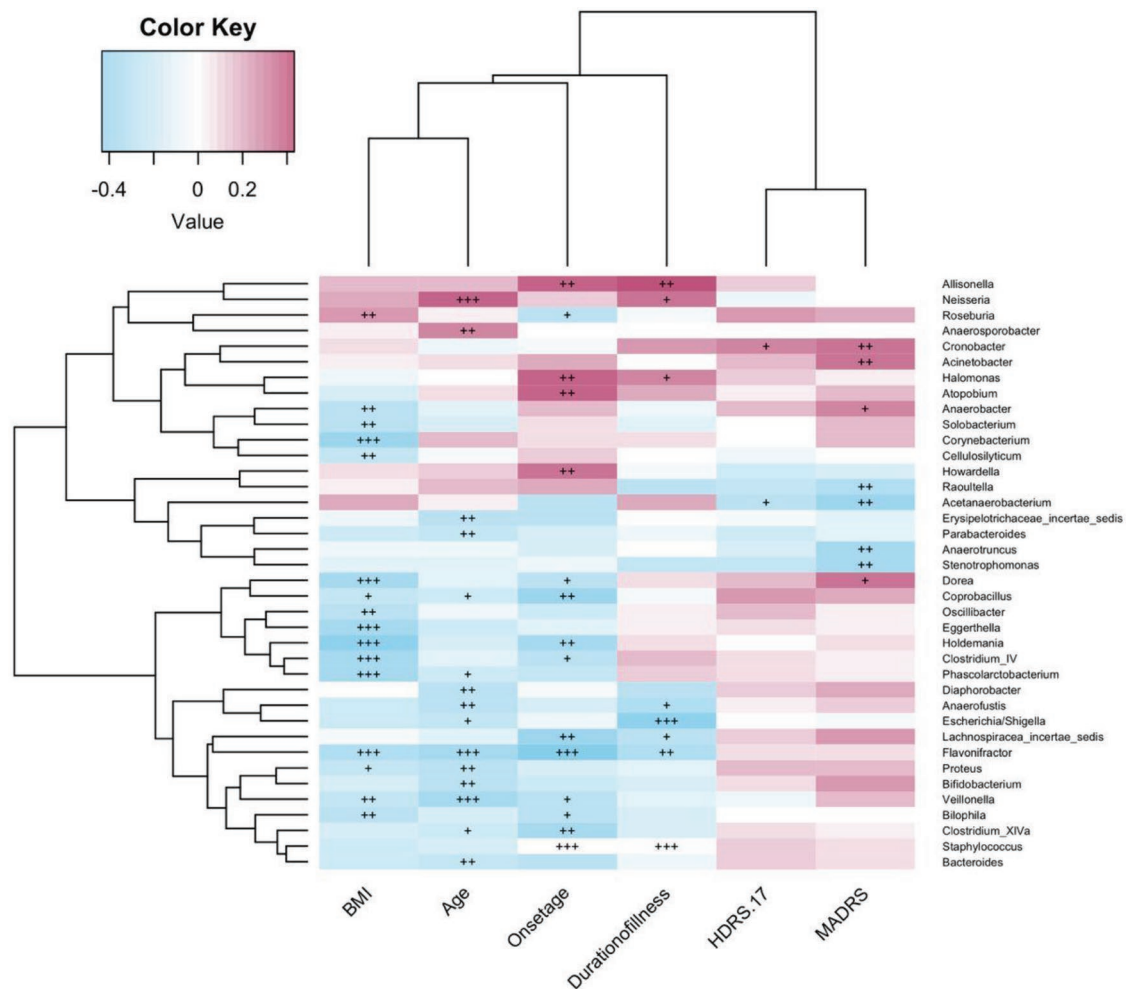 Color Key
-0.4 0 0.2
Value
++ ++ Allisonella
+++ + Neisseria
++ + Roseburia
++ Anaerosporobacter
+ ++ Cronobacter
++ Acinetobacter
++ + Halomonas
++ Atopobium
++ + Anaerobacter
++ Solobacterium
+++ Corynebacterium
++ Cellulosilyticum
++ Howardella
++ Raoultella
+ ++ Acetanaerobacterium
++ Erysipelotrichaceae_incertae_sedis
++ Parabacteroides
++ Anaerotruncus
++ Stenotrophomonas
+++ + + Dorea
+ + ++ Coprobacillus
++ Oscillibacter
+++ Eggerthella
+++ ++ Holdemania
+++ + Clostridium_IV
+++ + Phascolarctobacterium
++ Diaphorobacter
++ + Anaerofustis
+ +++ Escherichia/Shigella
++ + Lachnospiracea_incertae_sedis
+++ +++ +++ ++ Flavonifractor
+ ++ Proteus
++ Bifidobacterium
++ +++ + Veillonella
++ + Bilophila
+ ++ Clostridium_XIVa
+++ +++ Staphylococcus
++ Bacteroides
BMI Age Onsetage Durationofillness HDRS.17 MADRS